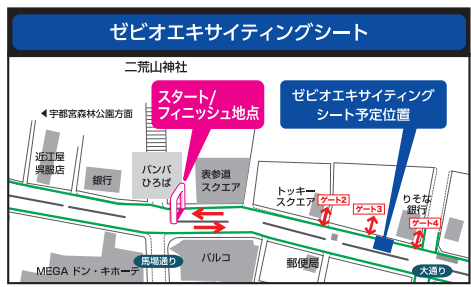 ゼビオエキサイティングシート
二荒山神社
スタート/
フィニッシュ地点
ゼビオエキサイティング
シート予定位置
宇都宮森林公園方面
近江屋
呉服店
銀行
バンバ
ひろば
表参道
スクエア
トッキー
スクエア
ゲート2
ゲート3
りそな
銀行
ゲート4
MEGA ドン・キホーテ
馬場通り
パルコ
郵便局
大通り